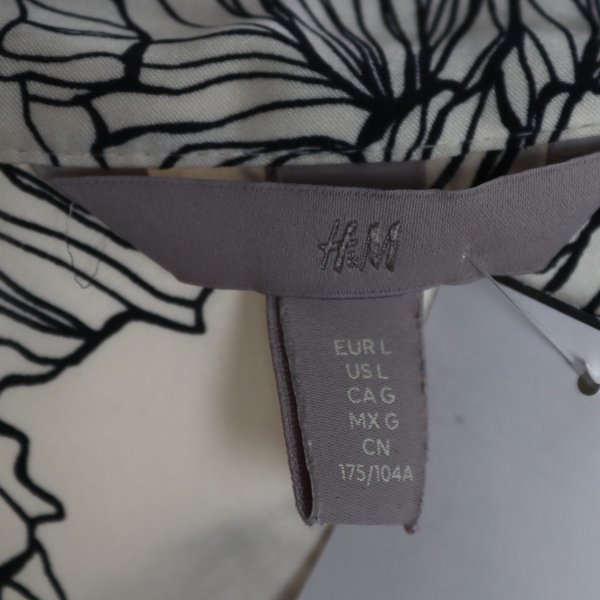 H&M
EUR L
US L
CA G
MX G
CN
175/104A